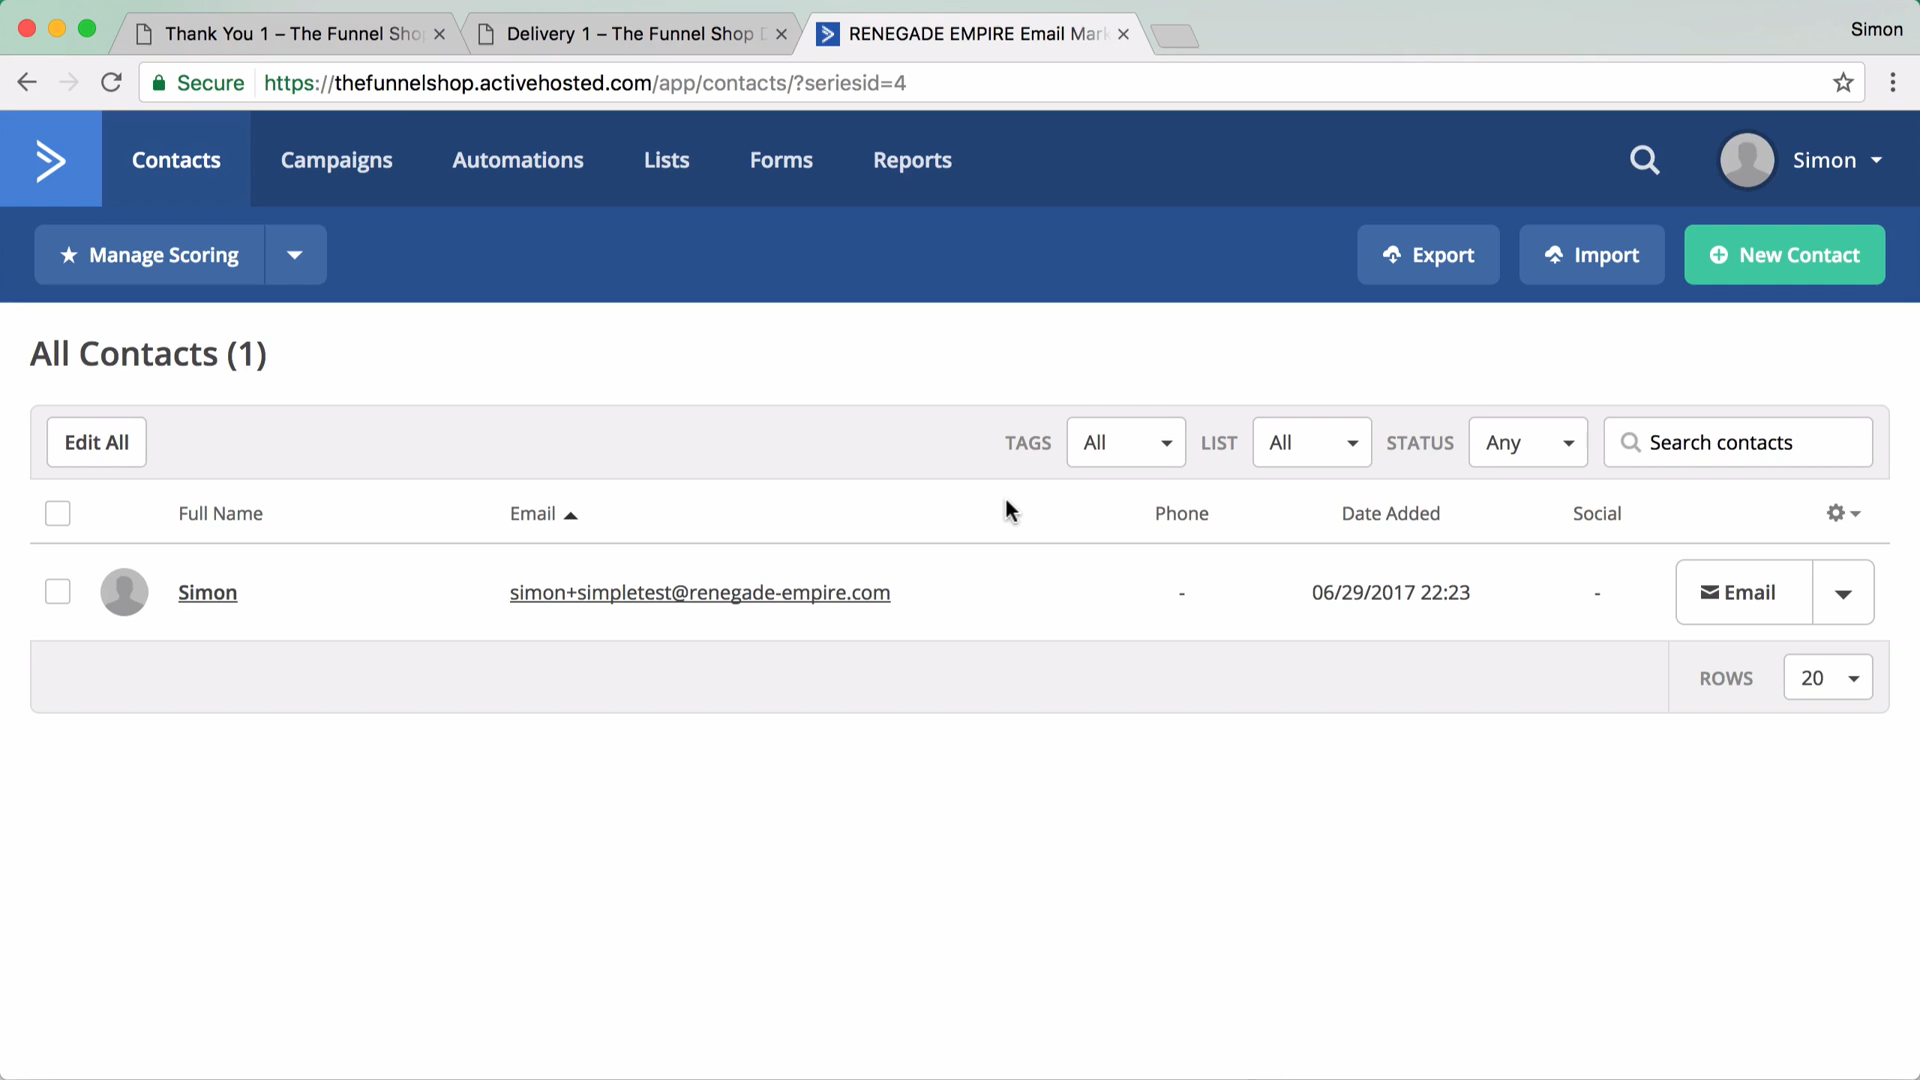 Thank You 1 – The Funnel Sho
Delivery 1 – The Funnel Shop D
RENEGADE EMPIRE Email Mark
Simon
Secure
https://thefunnelshop.activehosted.com/app/contacts/?seriesid=4
Contacts
Campaigns
Automations
Lists
Forms
Reports
Simon
Manage Scoring
Export
Import
New Contact
All Contacts (1)
Edit All
TAGS
All
LIST
All
STATUS
Any
Search contacts
Full Name
Email
Phone
Date Added
Social
Simon
simon+simpletest@renegade-empire.com
-
06/29/2017 22:23
-
Email
ROWS
20